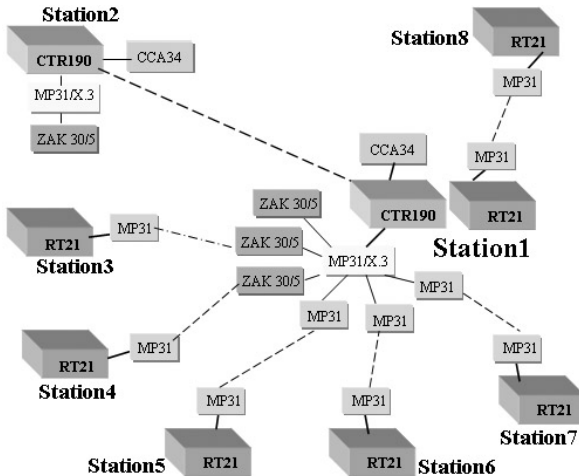 Station2
CTR190
CCA34
MP31/X.3
ZAK 30/5
Station8
RT21
MP31
MP31
RT21
CCA34
CTR190
Station1
ZAK 30/5
ZAK 30/5
ZAK 30/5
MP31/X.3
RT21
MP31
Station3
RT21
MP31
Station4
MP31
MP31
MP31
MP31
RT21
Station5
MP31
RT21
Station6
MP31
RT21
Station7